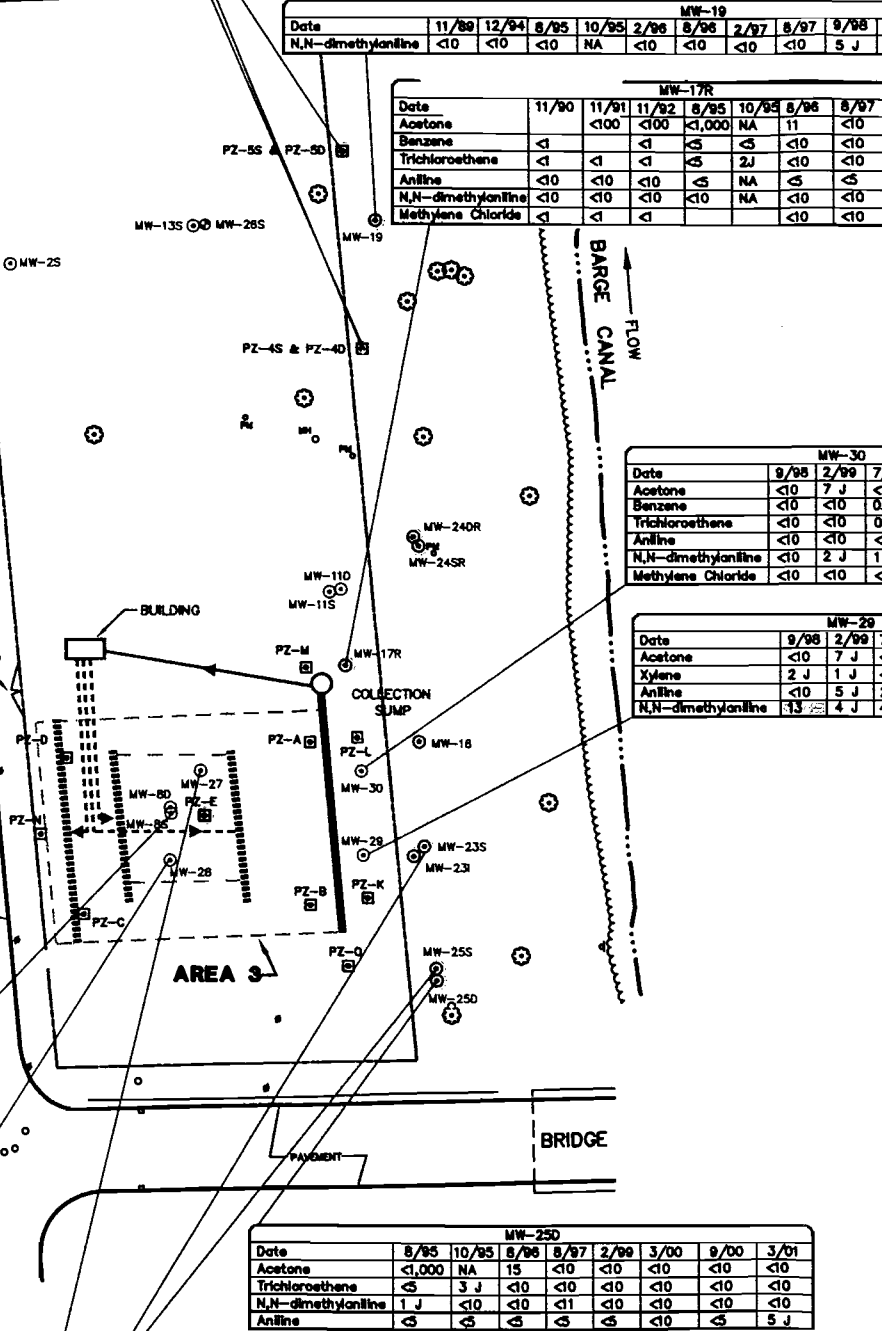 MW-19
Date 11/89 12/94 8/95 10/95 2/96 8/96 2/97 8/97 9/98
N,N-dimethylaniline <10 <10 <10 NA <10 <10 <10 <10 5 J
MW-17R
Date 11/90 11/91 11/92 8/95 10/95 8/96 8/97
Acetone <100 <100 <1,000 NA 11 <10
Benzene <1 <1 <5 <5 <10 <10
Trichloroethene <1 <1 <1 <5 2J <10 <10
Aniline <10 <10 <10 <5 NA <5 <5
N,N-dimethylaniline <10 <10 <10 <10 NA <10 <10
Methylene Chloride <1 <1 <1 <10 <10
PZ-5S & PZ-5D
MW-13S MW-26S
MW-19
MW-2S
BARGE CANAL
FLOW
PZ-4S & PZ-4D
MH
MW-30
Date 9/98 2/99
Acetone <10 7 J
Benzene <10 <10
Trichloroethene <10 <10
Aniline <10 <10
N,N-dimethylaniline <10 2 J
Methylene Chloride <10 <10
MW-24DR
MW-24SR
MW-11D
MW-11S
BUILDING
PZ-M
MW-17R
COLLECTION
SUMP
MW-29
Date 9/98 2/99
Acetone <10 7 J
Xylene 2 J 1 J
Aniline <10 5 J
N,N-dimethylaniline 13 4 J
PZ-D
PZ-A
PZ-L
MW-18
MW-27
MW-30
MW-8D
PZ-E
MW-8S
PZ-N
MW-29
MW-23S
MW-23I
MW-28
PZ-B
PZ-K
PZ-C
AREA 3
PZ-O
MW-25S
MW-25D
BRIDGE
PAVEMENT
MW-25D
Date 8/95 10/95 8/96 8/97 2/99 3/00 9/00 3/01
Acetone <1,000 NA 15 <10 <10 <10 <10 <10
Trichloroethene <5 3 J <10 <10 <10 <10 <10 <10
N,N-dimethylaniline 1 J <10 <10 <11 <10 <10 <10 <10
Aniline <5 <5 <5 <5 <5 <10 <5 5 J